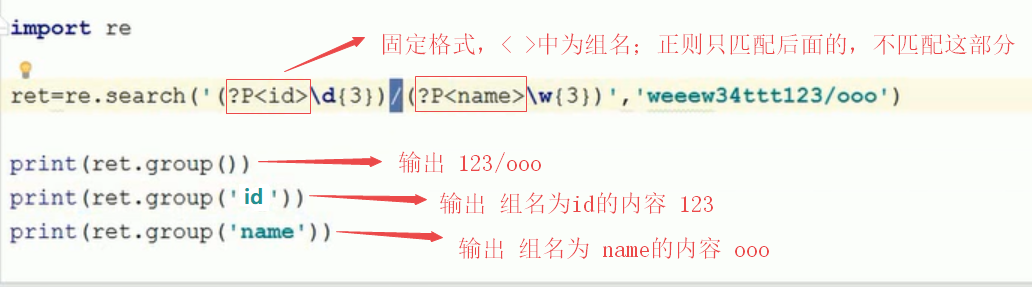 import re
固定格式，< >中为组名；正则只匹配后面的，不匹配这部分
ret=re.search('(?P<id>\d{3})/(?P<name>\w{3})','weeew34ttt123/ooo')
print(ret.group())
输出 123/ooo
print(ret.group('id'))
输出 组名为id的内容 123
print(ret.group('name'))
输出 组名为 name的内容 ooo